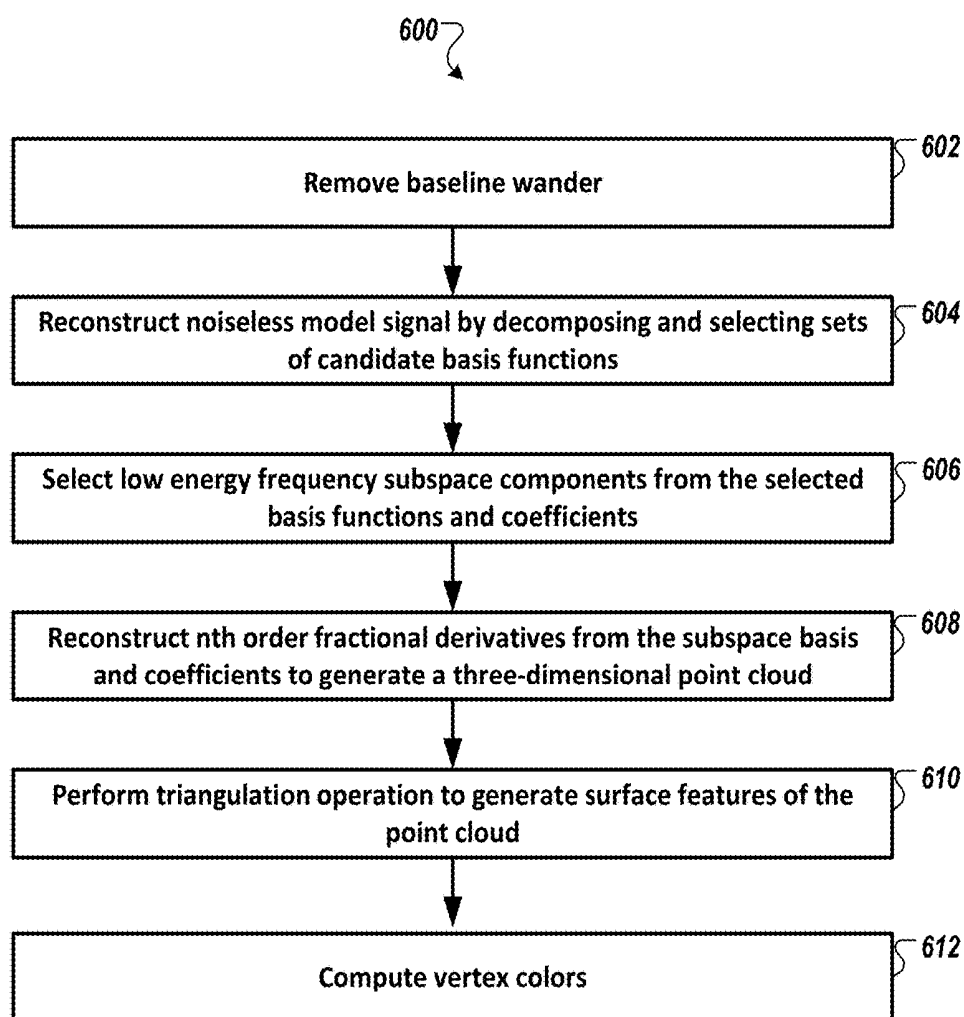 600
602
Remove baseline wander
604
Reconstruct noiseless model signal by decomposing and selecting sets
of candidate basis functions
606
Select low energy frequency subspace components from the selected
basis functions and coefficients
608
Reconstruct nth order fractional derivatives from the subspace basis
and coefficients to generate a three-dimensional point cloud
610
Perform triangulation operation to generate surface features of the
point cloud
612
Compute vertex colors